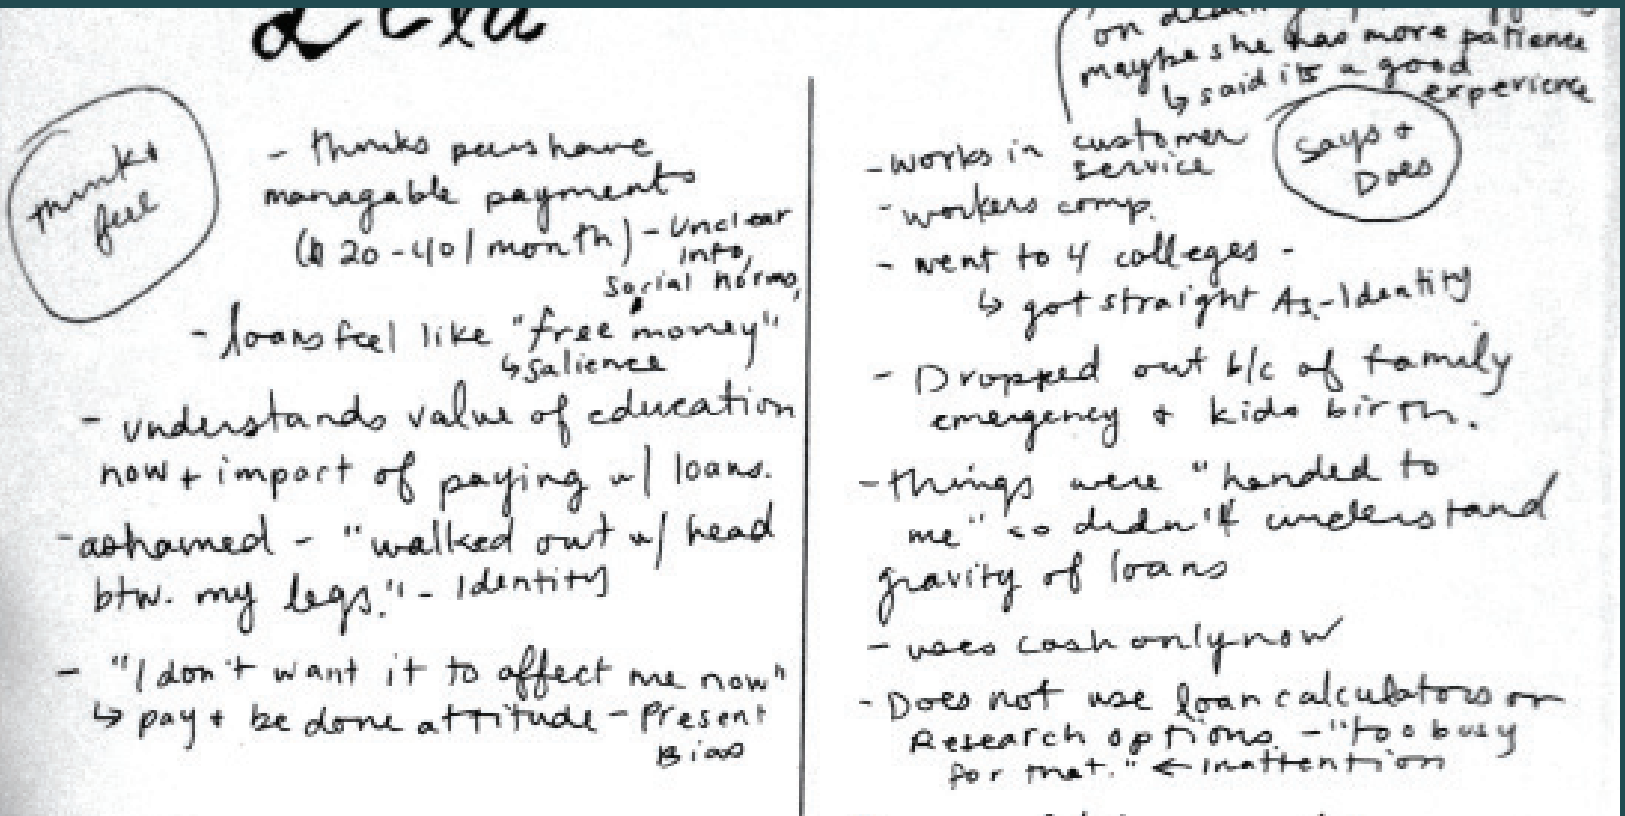 maybe she has more patience
↳ said its a good
experience
thinks +
feel
- thinks peers have
managable payments
($20-40/month) - Unclear
info,
Social Norms,
- loans feel like "free money"
↳ salience
- understands value of education
now + impact of paying w/ loans.
- ashamed - "walked out w/ head
btw. my legs." - Identity
- "I don't want it to affect me now"
↳ pay + be done attitude - Present
Bias
Says +
Does
- works in customer
service
- workers comp.
- went to 4 colleges -
↳ got straight As - Identity
- Dropped out b/c of family
emergency + kids birth.
- things were "handed to
me" so didn't understand
gravity of loans
- uses cash only now
- Does not use loan calculators or
Research options - "too busy
for that." ← Inattention